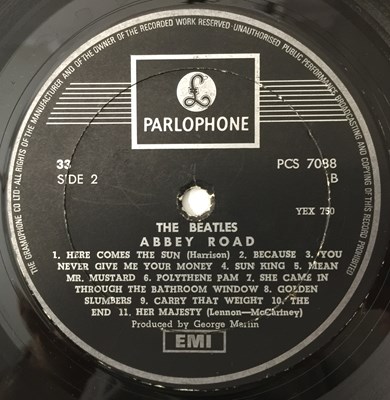 THE GRAMOPHONE CO LTD·ALL RIGHTS OF THE MANUFACTURER AND OF THE OWNER OF THE RECORDED WORK RESERVED·UNAUTHORISED PUBLIC PERFORMANCE BROADCASTING AND COPYING OF THIS RECORD PROHIBITED
£
PARLOPHONE
33 PCS 7088
SIDE 2 B
YEX 750
THE BEATLES
ABBEY ROAD
1. HERE COMES THE SUN (Harrison) 2. BECAUSE 3. YOU
NEVER GIVE ME YOUR MONEY 4. SUN KING 5. MEAN
MR. MUSTARD 6. POLYTHENE PAM 7. SHE CAME IN
THROUGH THE BATHROOM WINDOW 8. GOLDEN
SLUMBERS 9. CARRY THAT WEIGHT 10. THE
END 11. HER MAJESTY (Lennon—McCartney)
Produced by George Martin
EMI